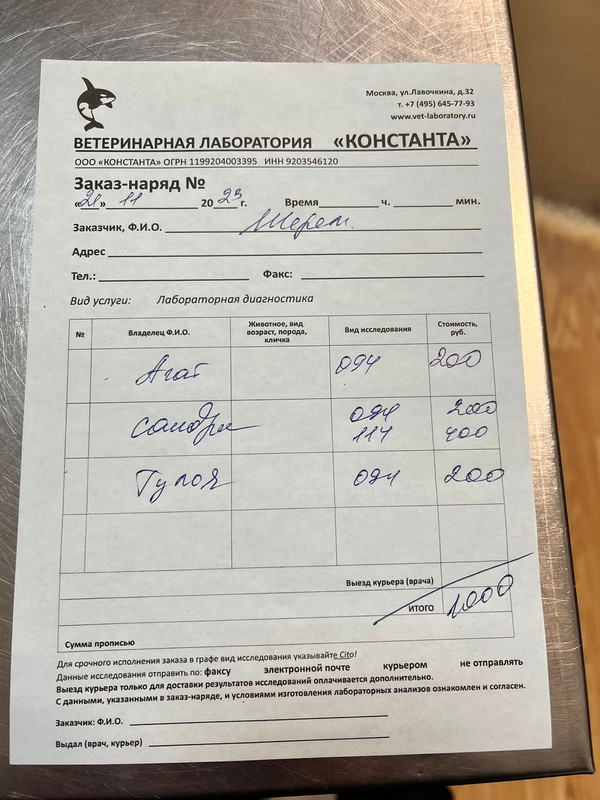 Москва, ул.Лавочкина, д.32
т. +7 (495) 645-77-93
www.vet-laboratory.ru
ВЕТЕРИНАРНАЯ ЛАБОРАТОРИЯ «КОНСТАНТА»
ООО «КОНСТАНТА» ОГРН 1199204003395 ИНН 9203546120
Заказ-наряд №
«21» 11 2023 г. Время ч. мин.
Заказчик, Ф.И.О. Шерем.
Адрес
Тел.: Факс:
Вид услуги: Лабораторная диагностика
№ Владелец Ф.И.О. Животное, вид возраст, порода, кличка Вид исследования Стоимость, руб.
Агат 094 200
094 200
114 400
094 200
Выезд курьера (врача)
ИТОГО 1000
Сумма прописью
Для срочного исполнения заказа в графе вид исследования указывайте Cito!
Данные исследования отправить по: факсу электронной почте курьером не отправлять
Выезд курьера только для доставки результатов исследований оплачивается дополнительно.
С данными, указанными в заказ-наряде, и условиями изготовления лабораторных анализов ознакомлен и согласен.
Заказчик: Ф.И.О.
Выдал (врач, курьер)